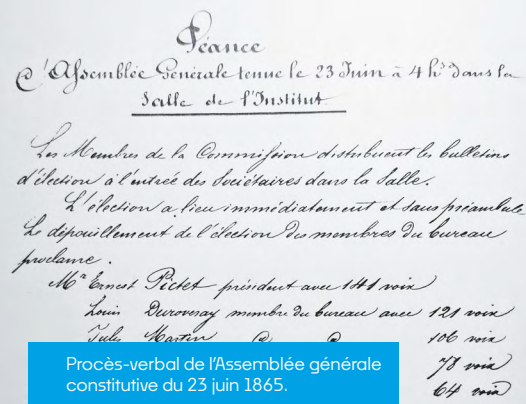 Séance
d'Assemblée Générale tenue le 23 Juin à 4 hs dans la
Salle de l'Institut
Les Membres de la Commission distribuent les bulletins
d'élection à l'entrée des Sociétaires dans la Salle.
L'élection a lieu immédiatement et sans préambule.
Le dépouillement de l'élection des membres du bureau
proclame.
Mr Ernest Pictet président avec 141 voix
Louis Duroveray membre du bureau avec 121 voix
Jules Martin 106 voix
78 voix
64 voix
Procès-verbal de l'Assemblée générale
constitutive du 23 juin 1865.